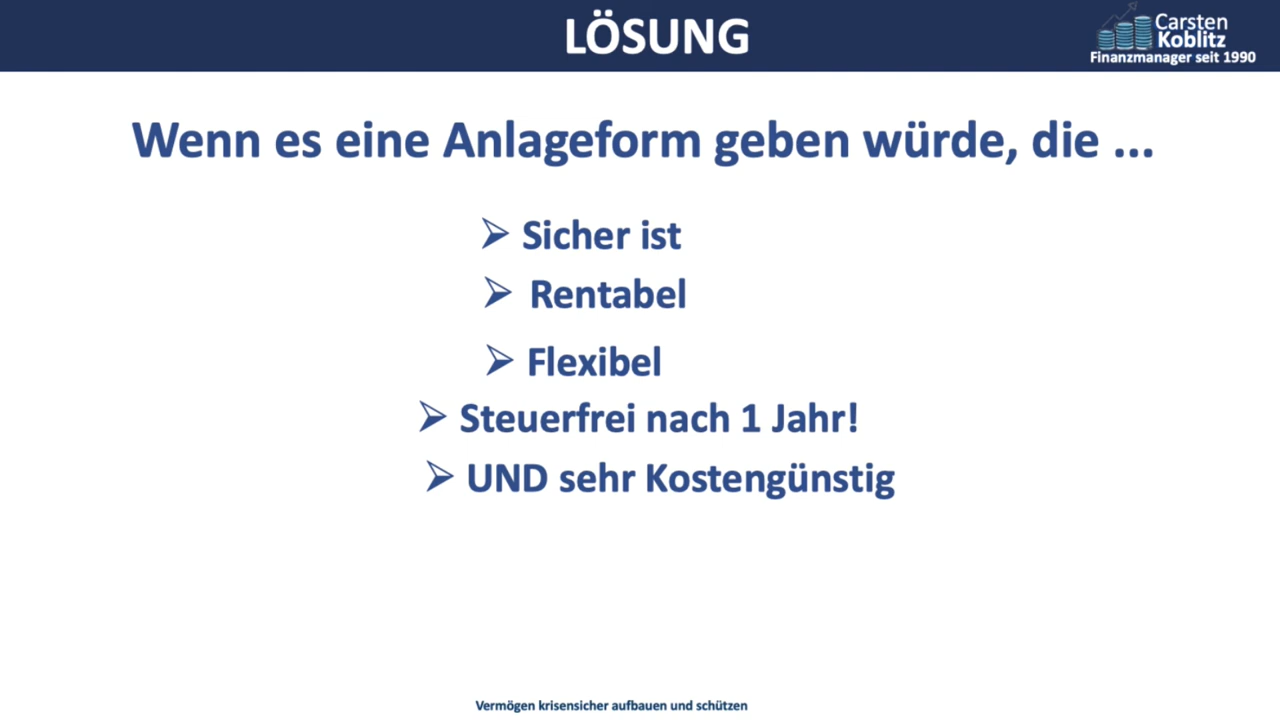 LÖSUNG
Carsten
Koblitz
Finanzmanager seit 1990
Wenn es eine Anlageform geben würde, die ...
➢ Sicher ist
➢ Rentabel
➢ Flexibel
➢ Steuerfrei nach 1 Jahr!
➢ UND sehr Kostengünstig
Vermögen krisensicher aufbauen und schützen